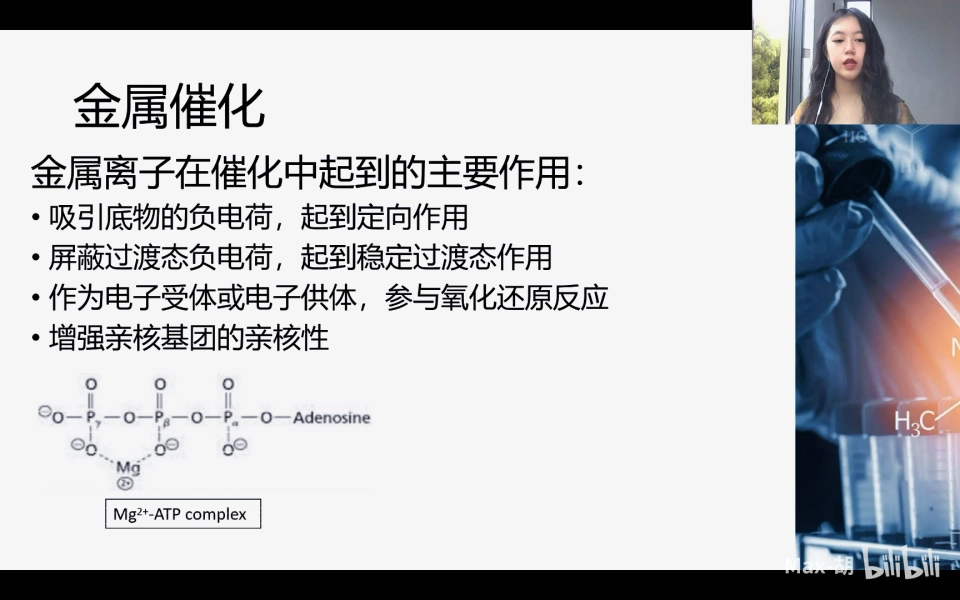 金属催化
金属离子在催化中起到的主要作用：
• 吸引底物的负电荷，起到定向作用
• 屏蔽过渡态负电荷，起到稳定过渡态作用
• 作为电子受体或电子供体，参与氧化还原反应
• 增强亲核基团的亲核性
O O O
⊖O—Pγ—O—Pβ—O—Pα—O—Adenosine
⊖O O⊖ O⊖
Mg
2+
Mg²⁺-ATP complex
HO
H₃C
Max-胡 bilibili